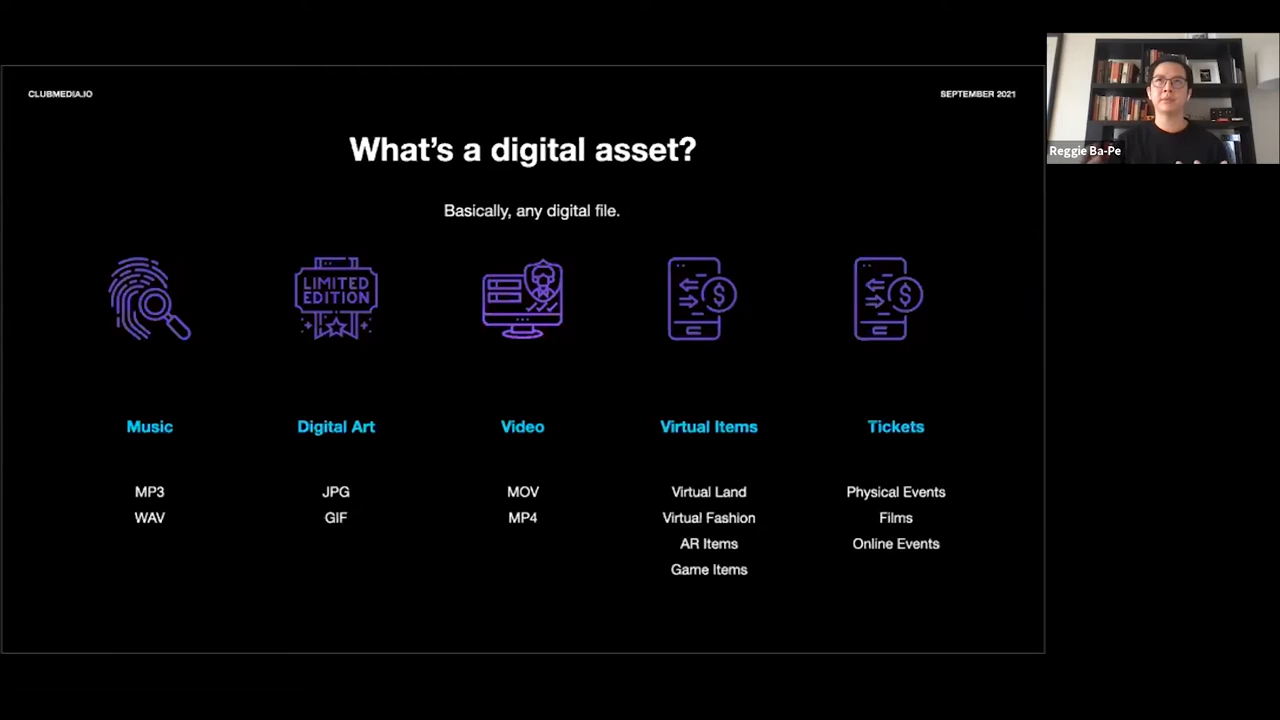 CLUBMEDIA.IO
SEPTEMBER 2021
What's a digital asset?
Basically, any digital file.
LIMITED
EDITION
$
$
Music
Digital Art
Video
Virtual Items
Tickets
MP3
WAV
JPG
GIF
MOV
MP4
Virtual Land
Virtual Fashion
AR Items
Game Items
Physical Events
Films
Online Events
Reggie Ba-Pe